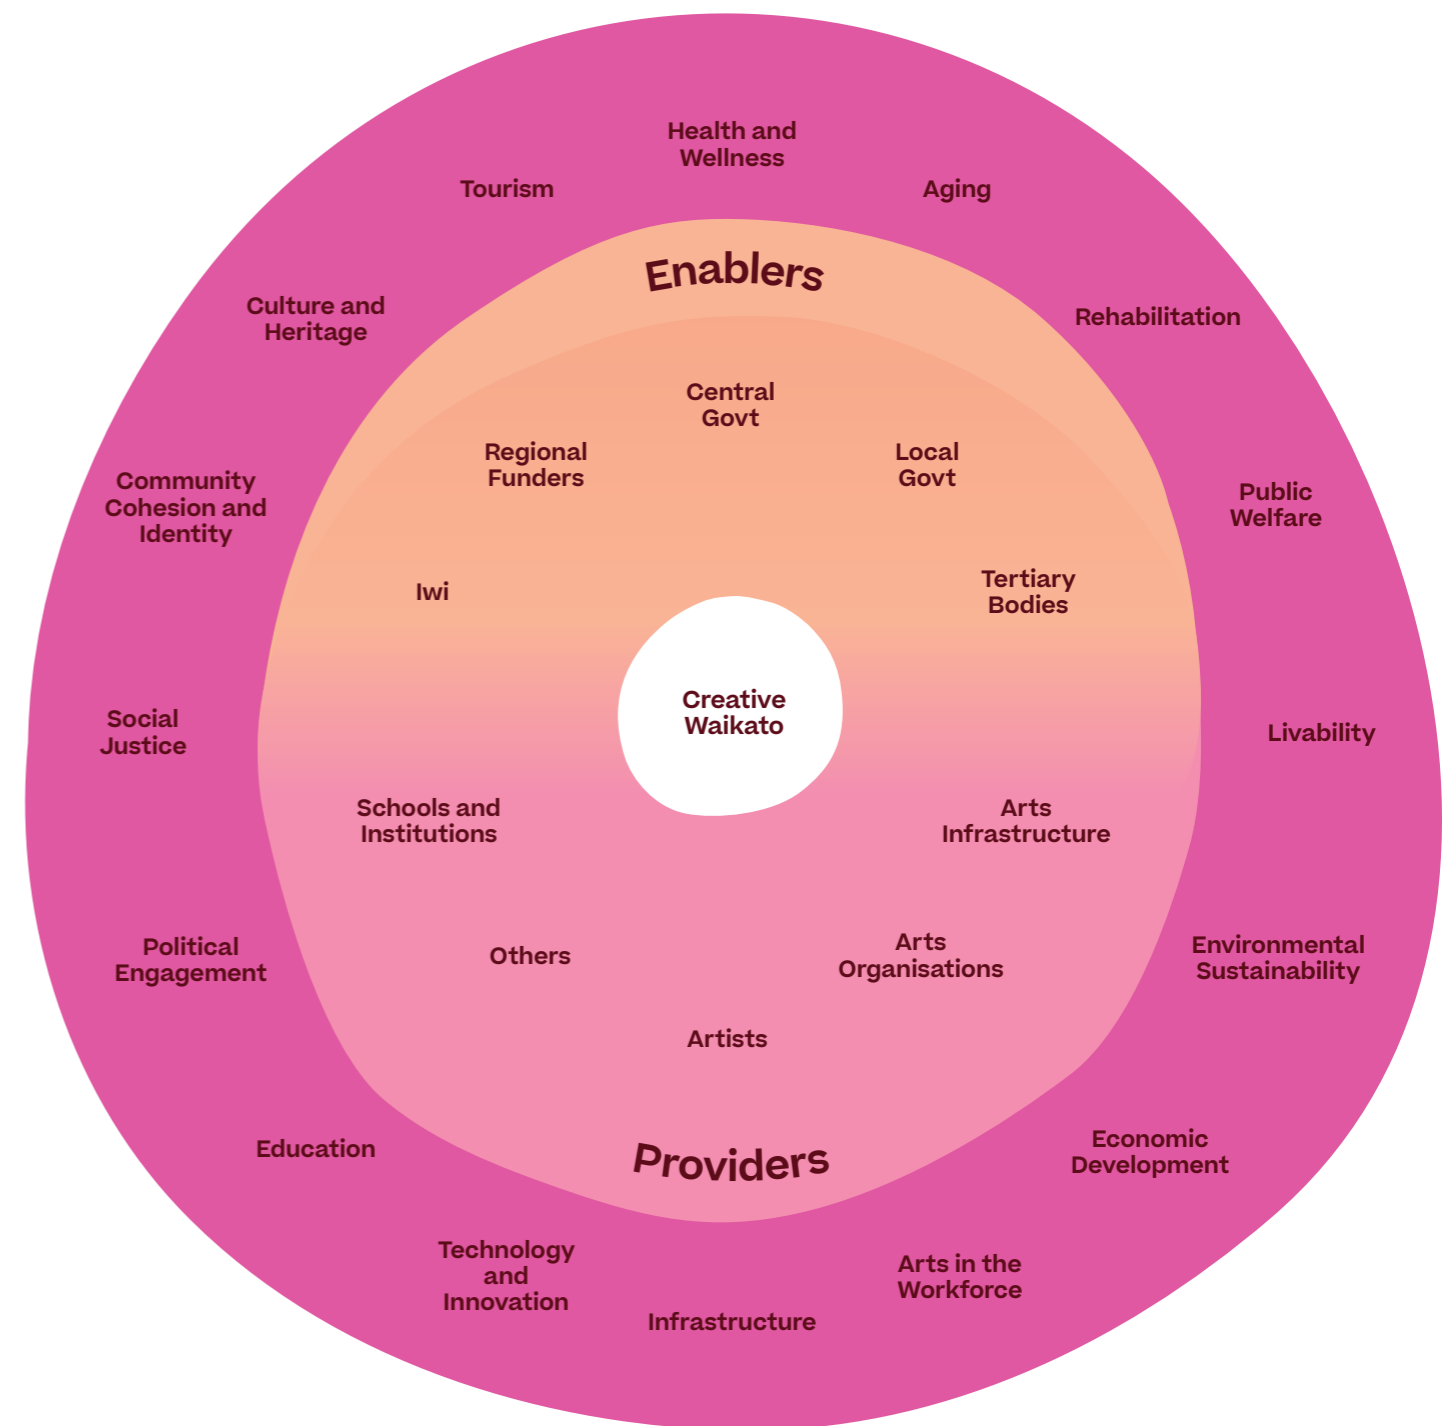 Health and
Wellness
Tourism
Aging
Enablers
Culture and
Heritage
Rehabilitation
Central
Govt
Regional
Funders
Local
Govt
Community
Cohesion and
Identity
Public
Welfare
Iwi
Tertiary
Bodies
Creative
Waikato
Social
Justice
Livability
Schools and
Institutions
Arts
Infrastructure
Political
Engagement
Others
Arts
Organisations
Environmental
Sustainability
Artists
Education
Providers
Economic
Development
Technology
and
Innovation
Infrastructure
Arts in the
Workforce